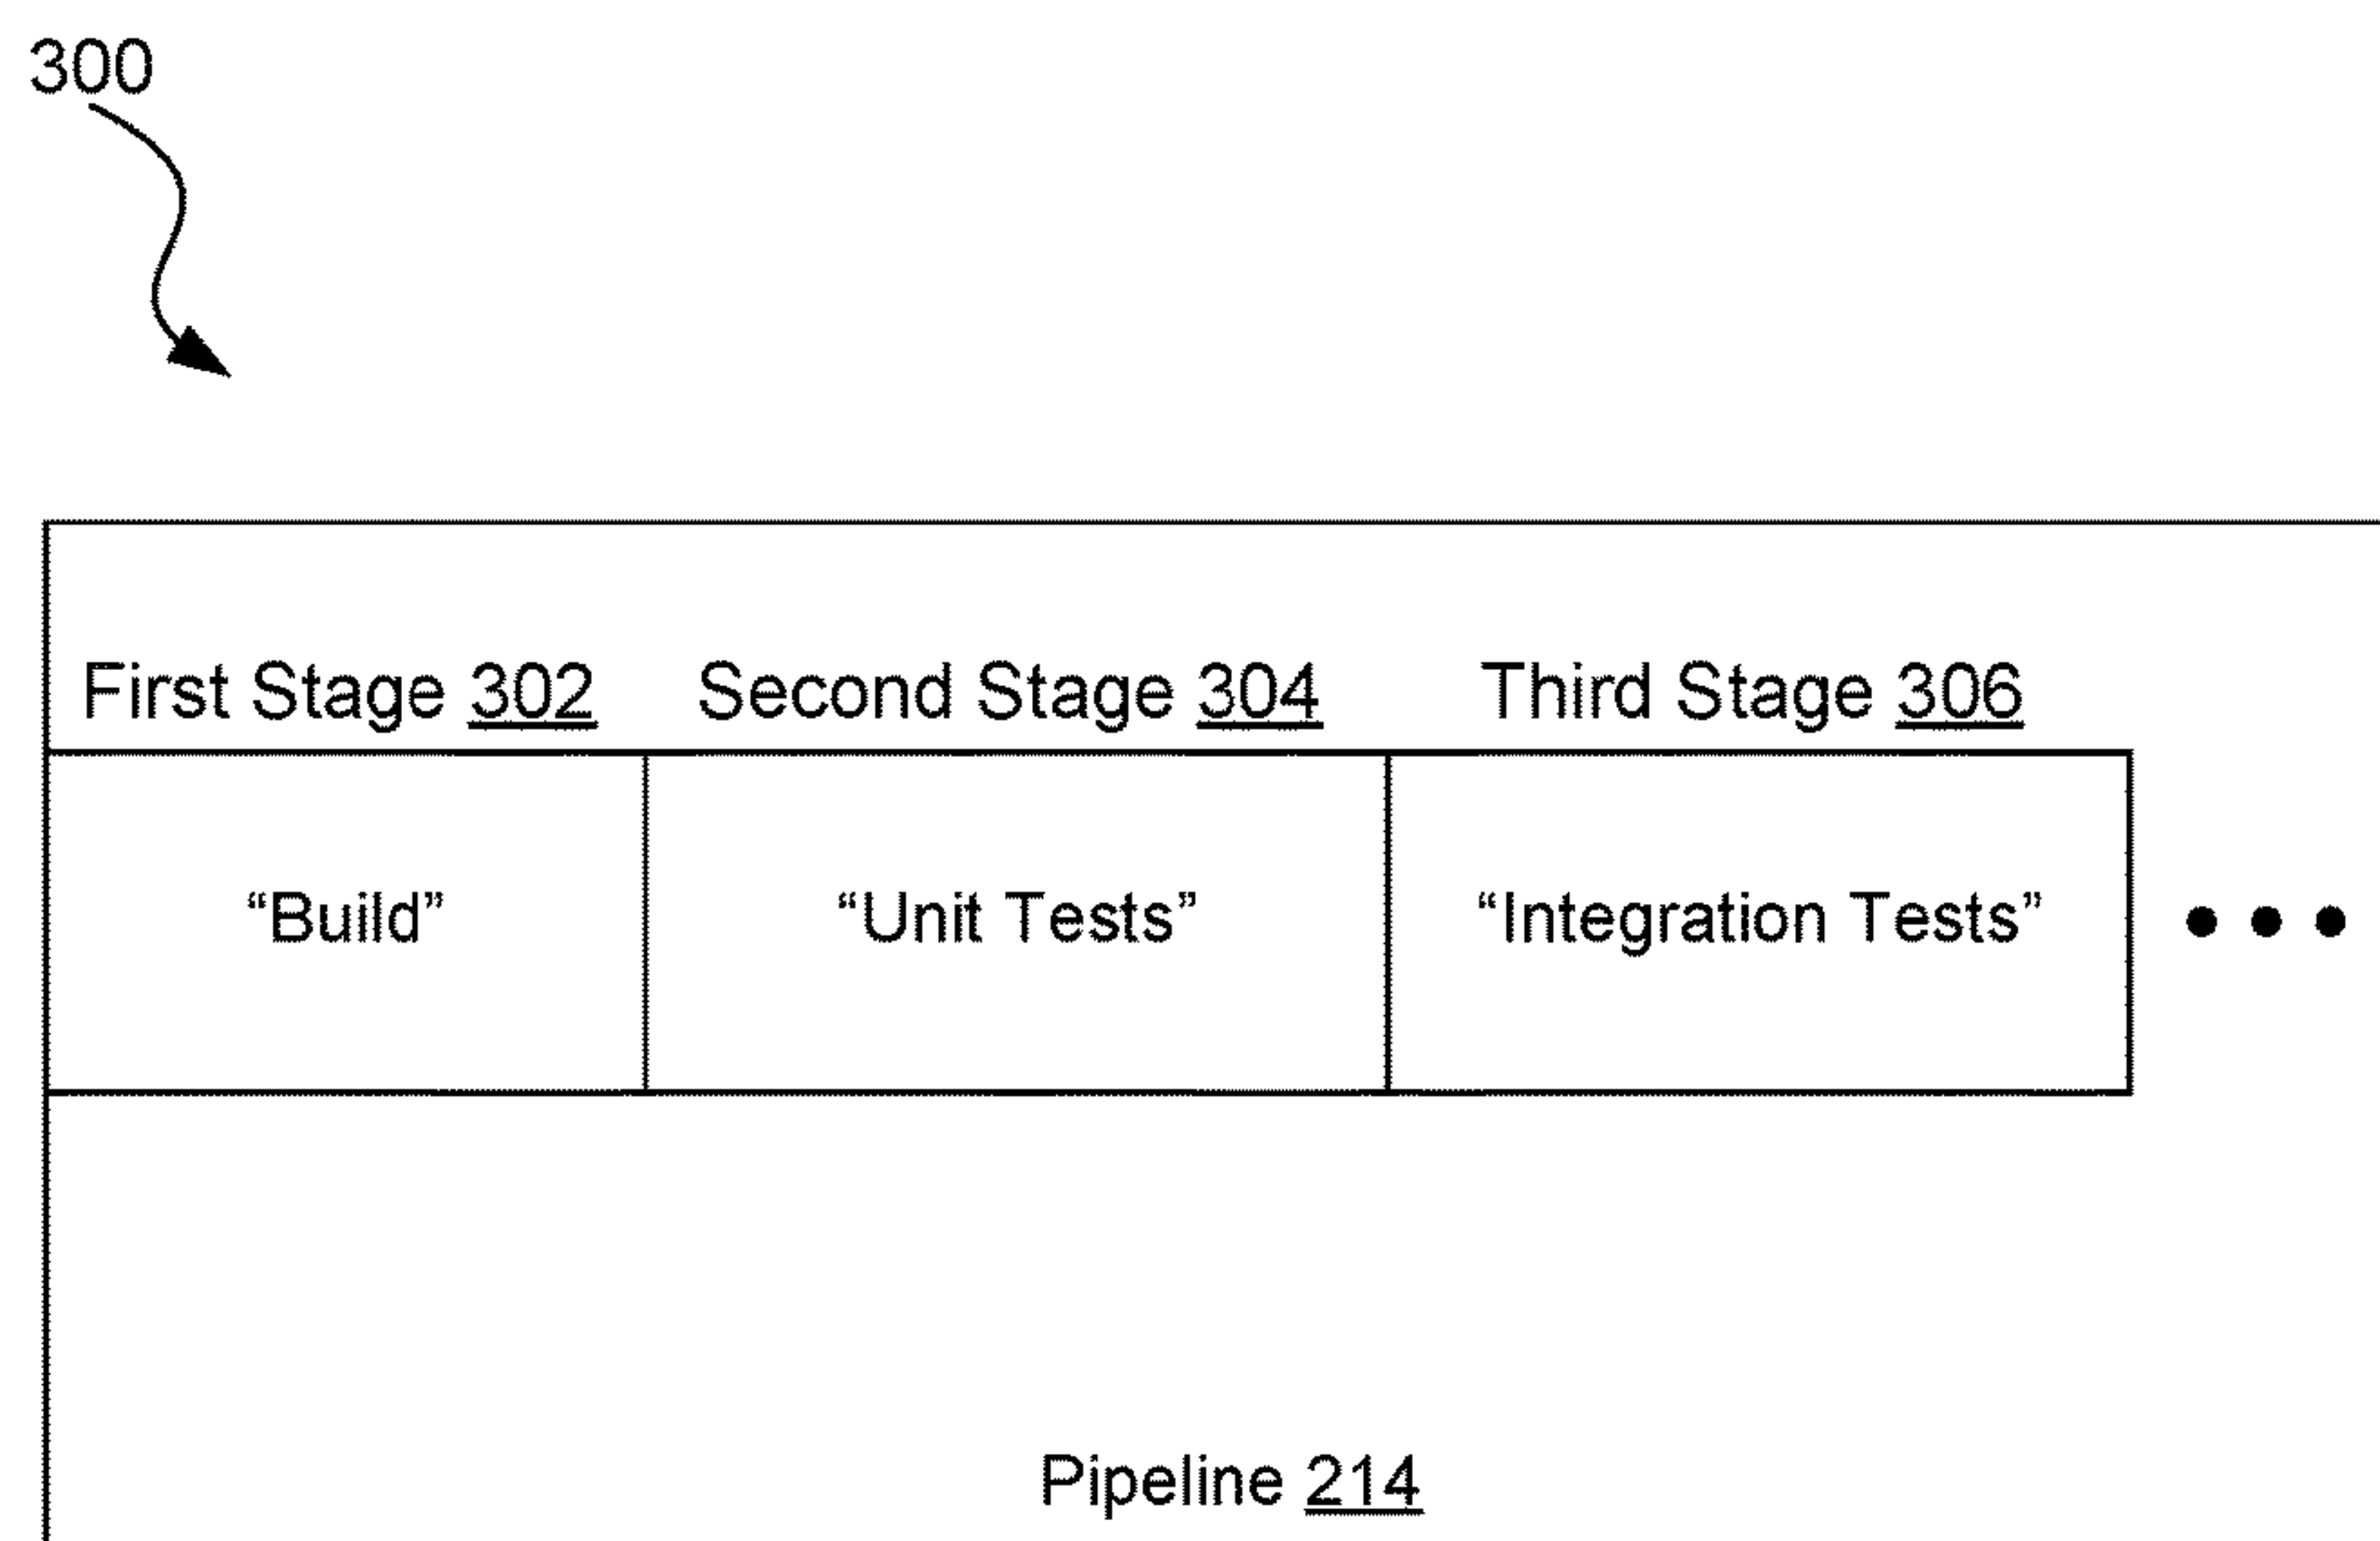 300
First Stage 302 Second Stage 304 Third Stage 306
“Build” “Unit Tests” “Integration Tests”
Pipeline 214